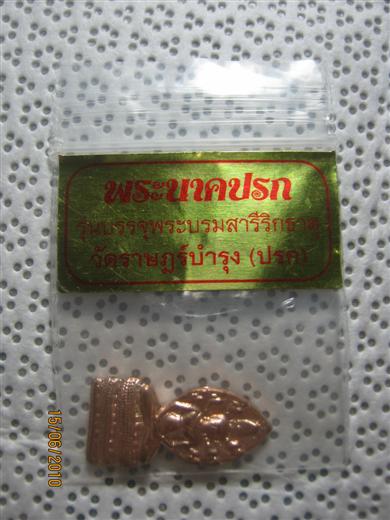 พระนาคปรก
รุ่นบรรจุพระบรมสารีริกธาตุ
วัดราษฎร์บำรุง (ปรก)
15/06/2010